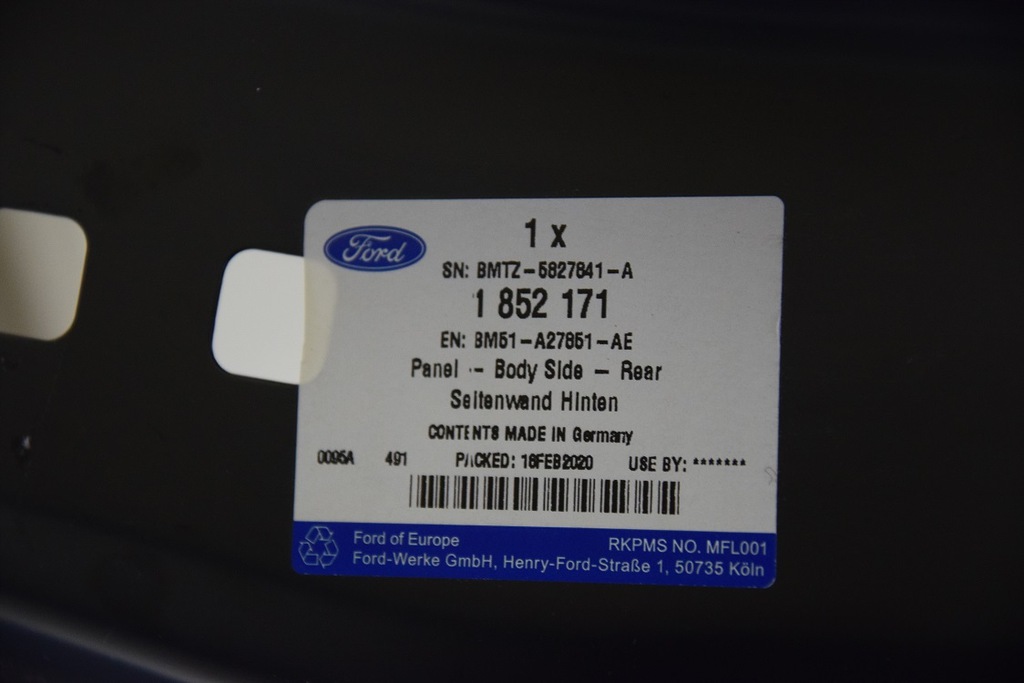 Ford
1 x
SN: BMTZ-5827841-A
1 852 171
EN: BM51-A27851-AE
Panel - Body Side - Rear
Seitenwand Hinten
CONTENTS MADE IN Germany
0095A 491 PACKED: 18FEB2020 USE BY: *******
Ford of Europe RKPMS NO. MFL001
Ford-Werke GmbH, Henry-Ford-Straße 1, 50735 Köln